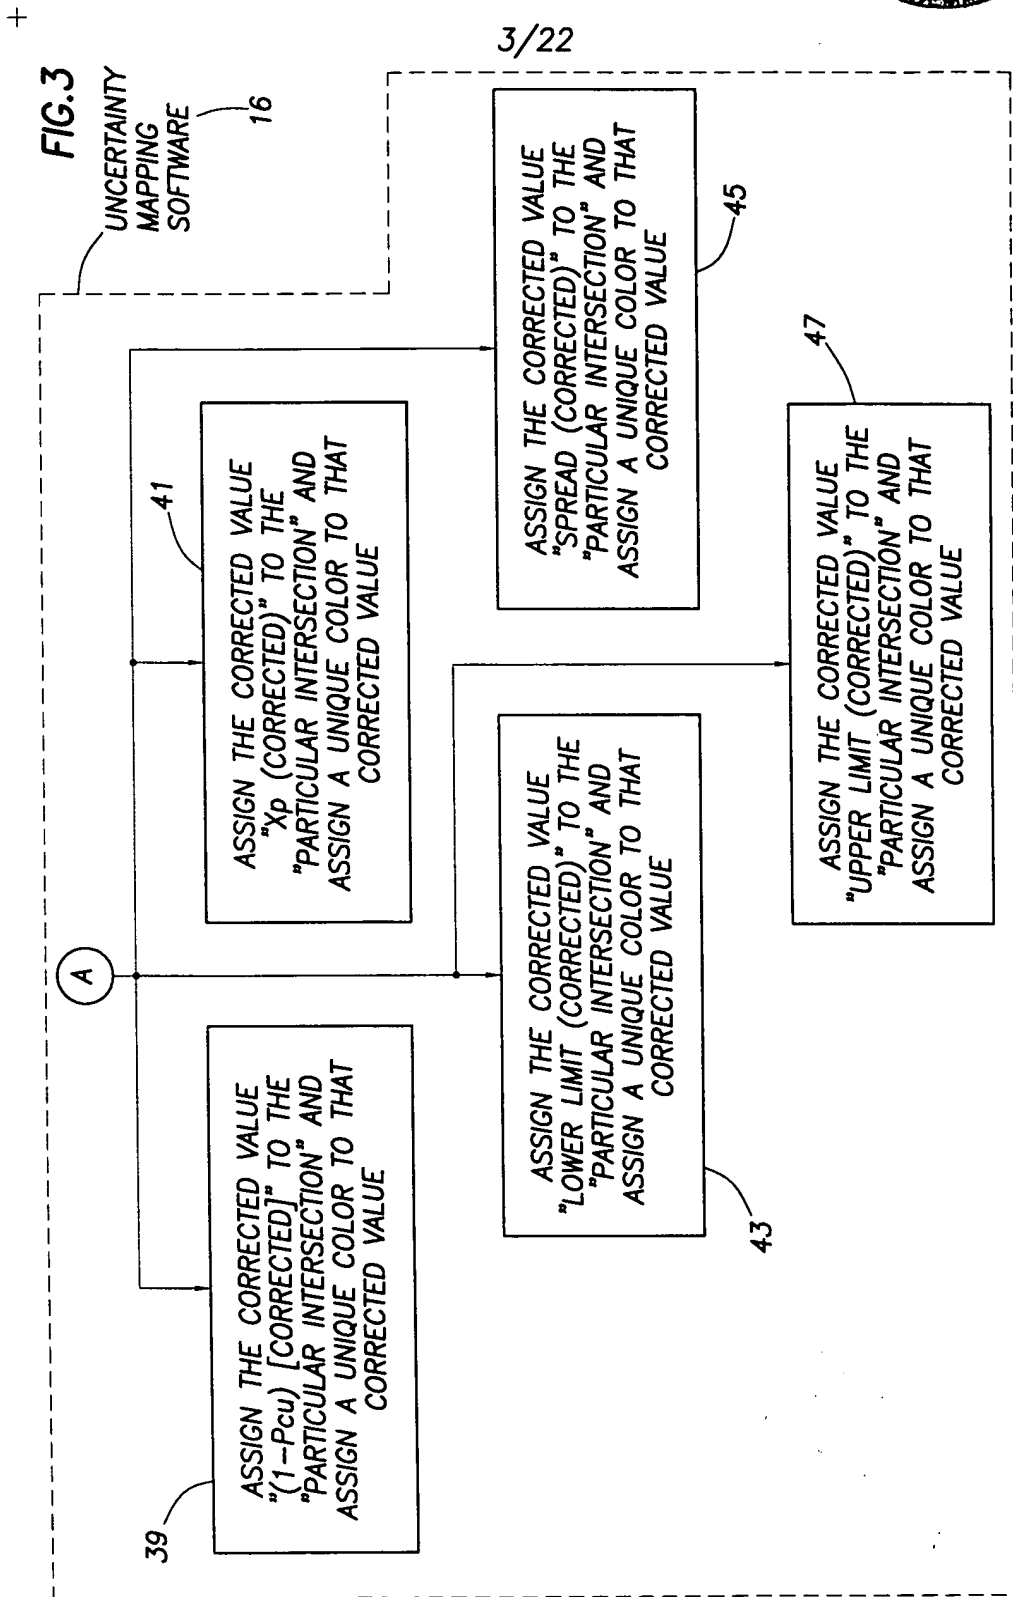 3/22
FIG.3
UNCERTAINTY
MAPPING
SOFTWARE
16
A
39
ASSIGN THE CORRECTED VALUE
"(1−Pcu) [CORRECTED]" TO THE
"PARTICULAR INTERSECTION" AND
ASSIGN A UNIQUE COLOR TO THAT
CORRECTED VALUE
41
ASSIGN THE CORRECTED VALUE
"Xp (CORRECTED)" TO THE
"PARTICULAR INTERSECTION" AND
ASSIGN A UNIQUE COLOR TO THAT
CORRECTED VALUE
43
ASSIGN THE CORRECTED VALUE
"LOWER LIMIT (CORRECTED)" TO THE
"PARTICULAR INTERSECTION" AND
ASSIGN A UNIQUE COLOR TO THAT
CORRECTED VALUE
45
ASSIGN THE CORRECTED VALUE
"SPREAD (CORRECTED)" TO THE
"PARTICULAR INTERSECTION" AND
ASSIGN A UNIQUE COLOR TO THAT
CORRECTED VALUE
47
ASSIGN THE CORRECTED VALUE
"UPPER LIMIT (CORRECTED)" TO THE
"PARTICULAR INTERSECTION" AND
ASSIGN A UNIQUE COLOR TO THAT
CORRECTED VALUE